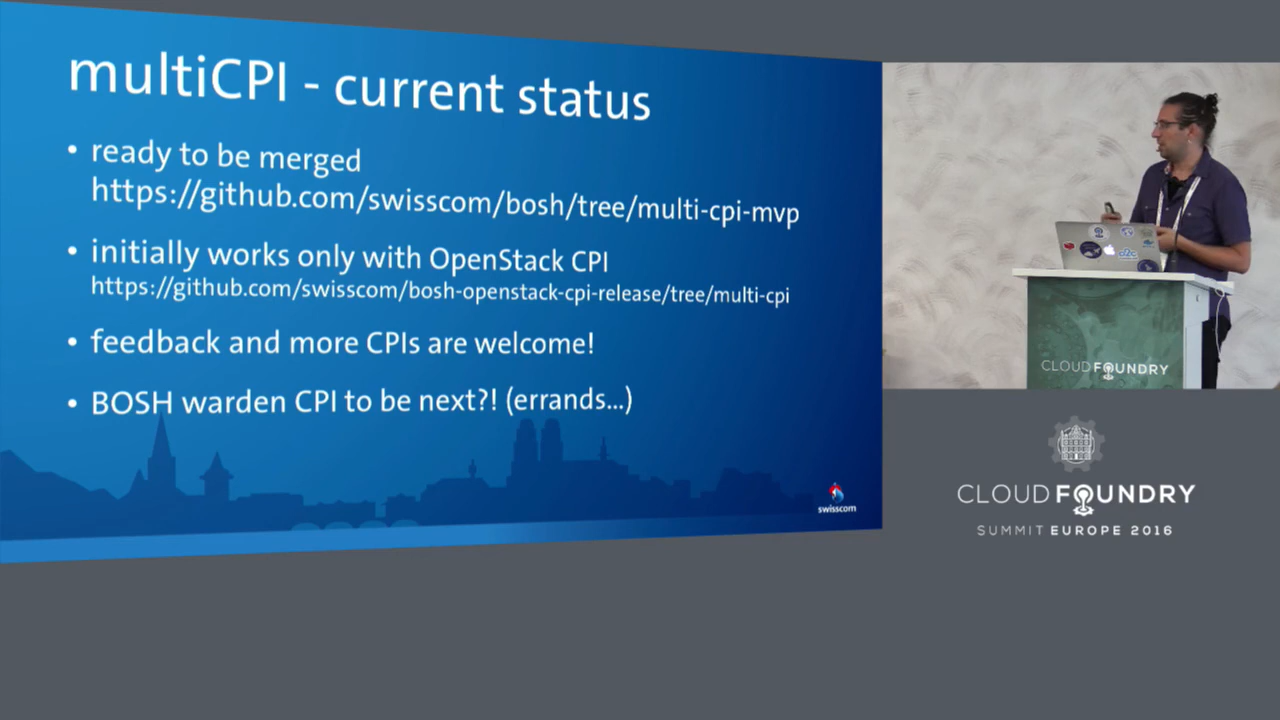 multiCPI - current status
• ready to be merged
https://github.com/swisscom/bosh/tree/multi-cpi-mvp
• initially works only with OpenStack CPI
https://github.com/swisscom/bosh-openstack-cpi-release/tree/multi-cpi
• feedback and more CPIs are welcome!
• BOSH warden CPI to be next?! (errands...)
swisscom
CLOUD FOUNDRY
CLOUD FOUNDRY
SUMMIT EUROPE 2016